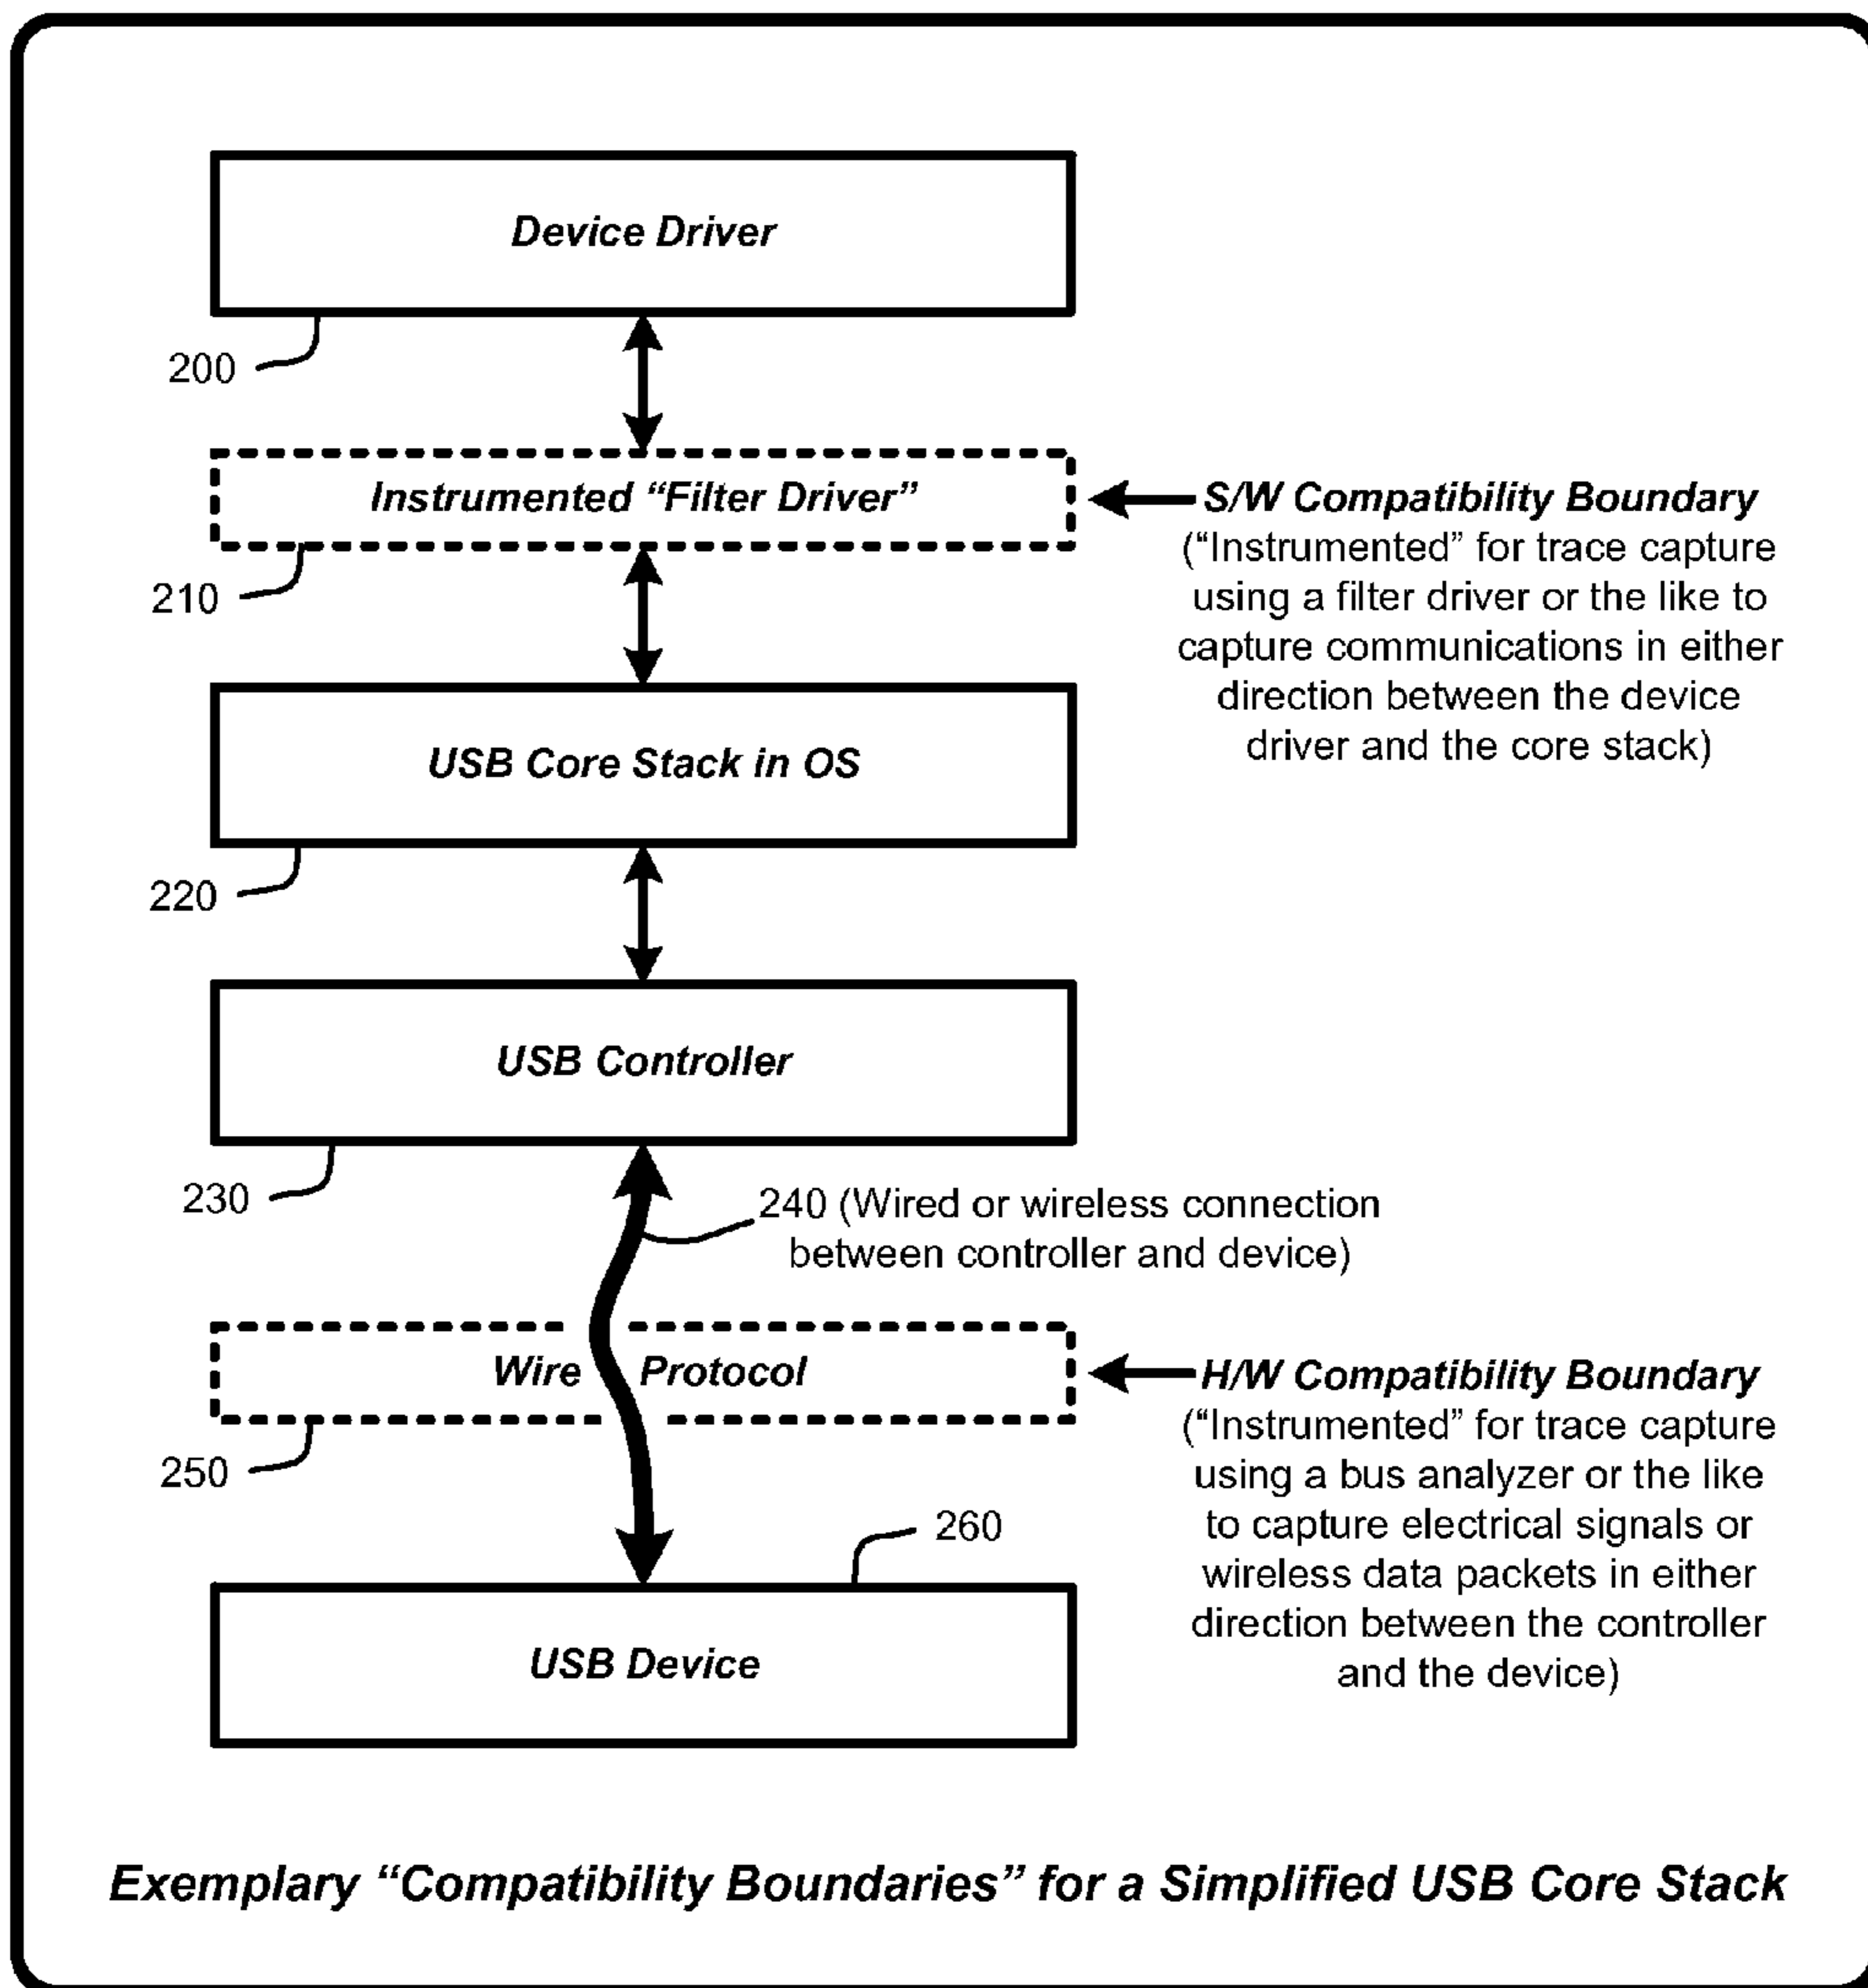 Device Driver
200
Instrumented “Filter Driver”
210
S/W Compatibility Boundary
(“Instrumented” for trace capture
using a filter driver or the like to
capture communications in either
direction between the device
driver and the core stack)
USB Core Stack in OS
220
USB Controller
230
240 (Wired or wireless connection
between controller and device)
Wire Protocol
250
H/W Compatibility Boundary
(“Instrumented” for trace capture
using a bus analyzer or the like
to capture electrical signals or
wireless data packets in either
direction between the controller
and the device)
260
USB Device
Exemplary “Compatibility Boundaries” for a Simplified USB Core Stack